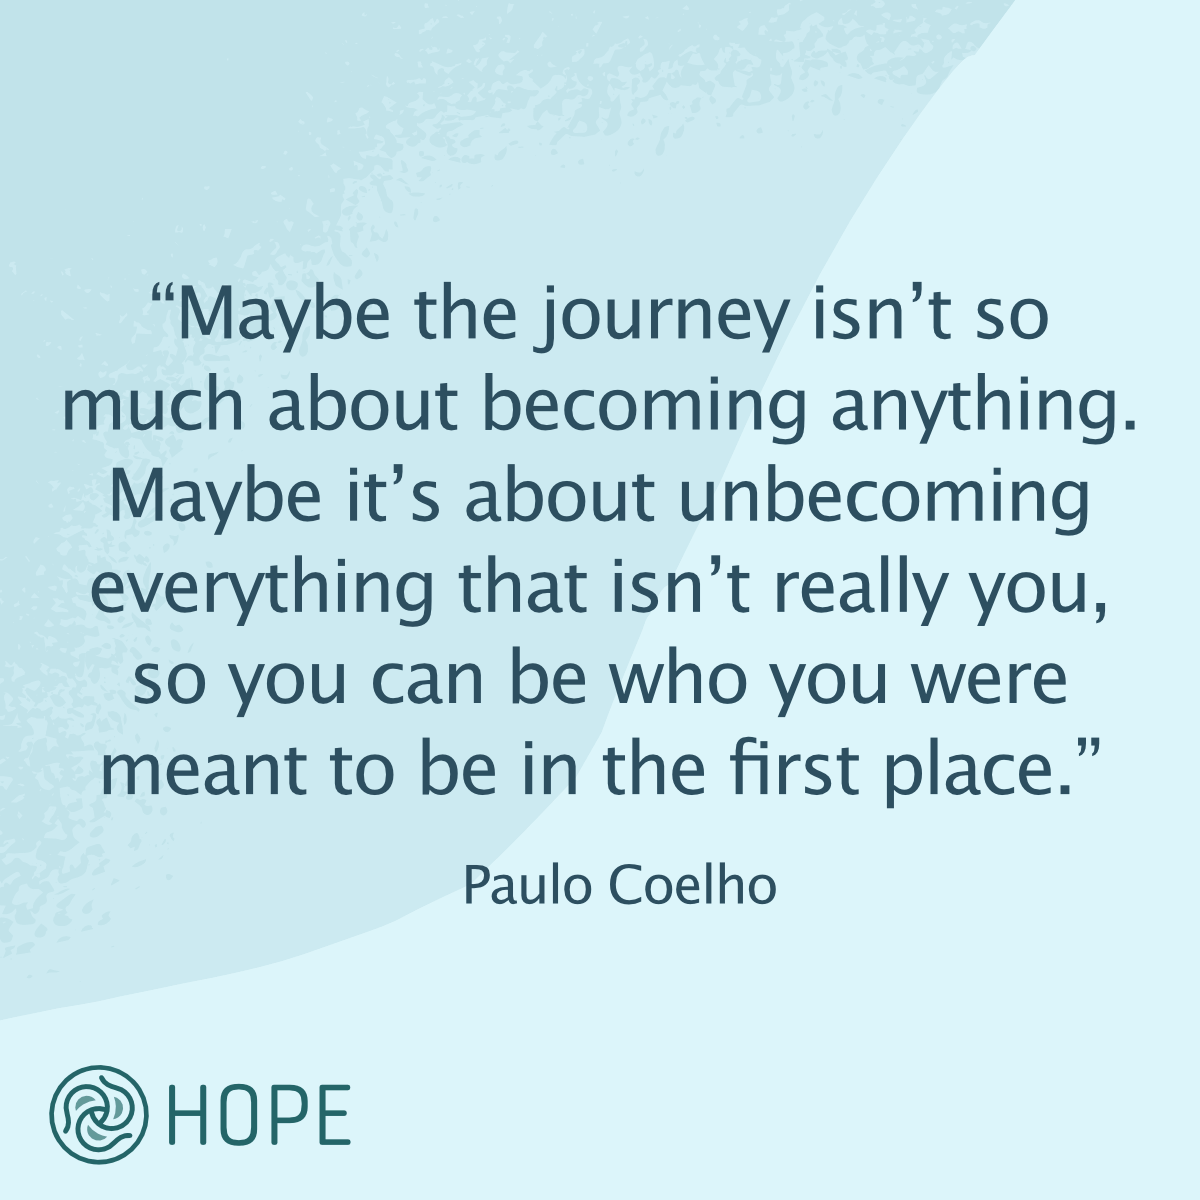 “Maybe the journey isn’t so
much about becoming anything.
Maybe it’s about unbecoming
everything that isn’t really you,
so you can be who you were
meant to be in the first place.”
Paulo Coelho
HOPE